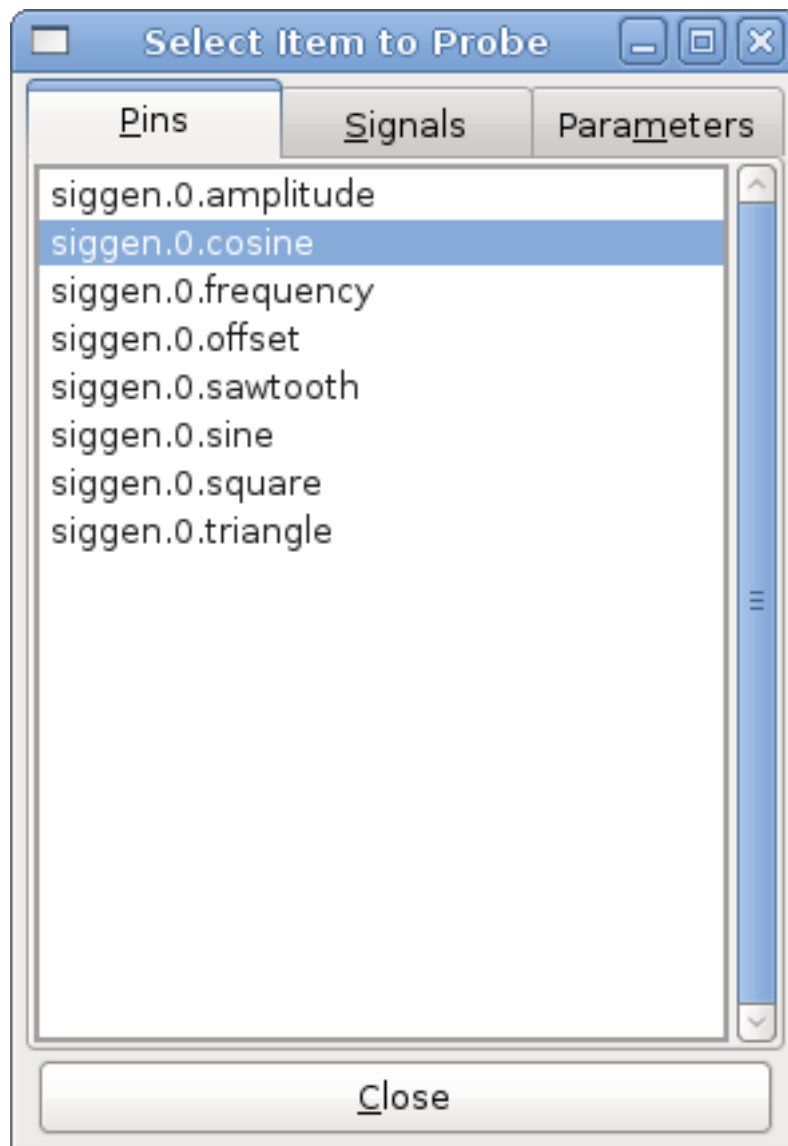 Select Item to Probe
Pins Signals Parameters
siggen.0.amplitude
siggen.0.cosine
siggen.0.frequency
siggen.0.offset
siggen.0.sawtooth
siggen.0.sine
siggen.0.square
siggen.0.triangle
Close